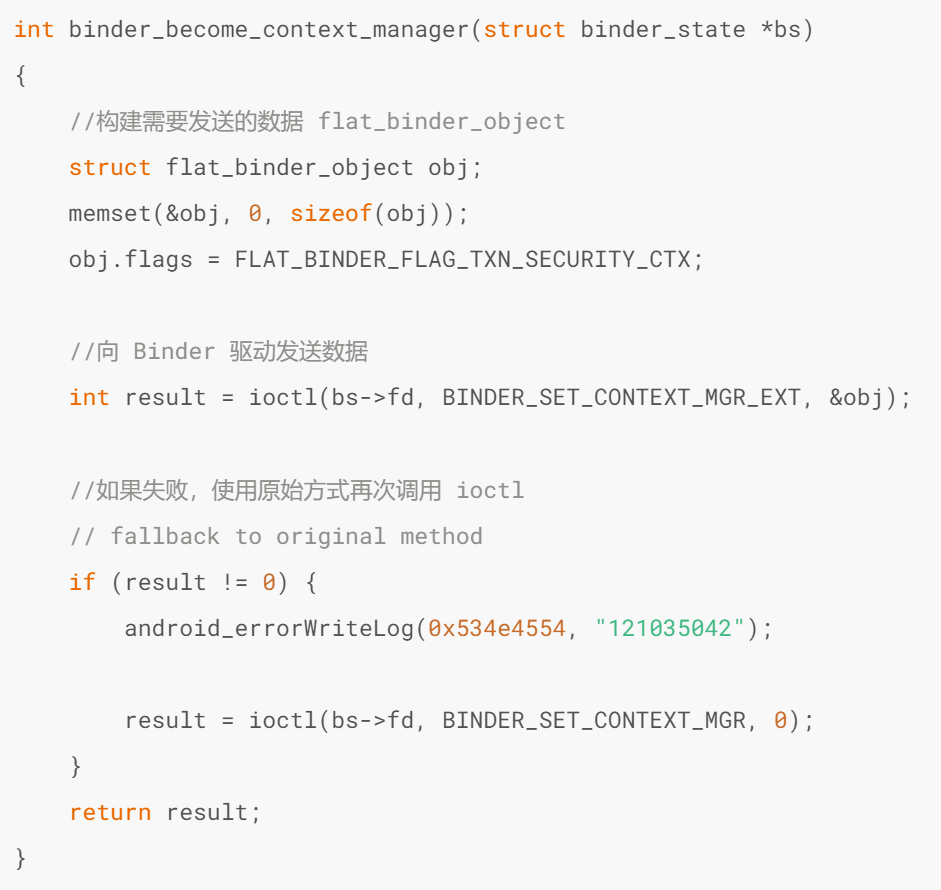 int binder_become_context_manager(struct binder_state *bs)
{
    //构建需要发送的数据 flat_binder_object
    struct flat_binder_object obj;
    memset(&obj, 0, sizeof(obj));
    obj.flags = FLAT_BINDER_FLAG_TXN_SECURITY_CTX;
    //向 Binder 驱动发送数据
    int result = ioctl(bs->fd, BINDER_SET_CONTEXT_MGR_EXT, &obj);
    //如果失败，使用原始方式再次调用 ioctl
    // fallback to original method
    if (result != 0) {
        android_errorWriteLog(0x534e4554, "121035042");
        result = ioctl(bs->fd, BINDER_SET_CONTEXT_MGR, 0);
    }
    return result;
}